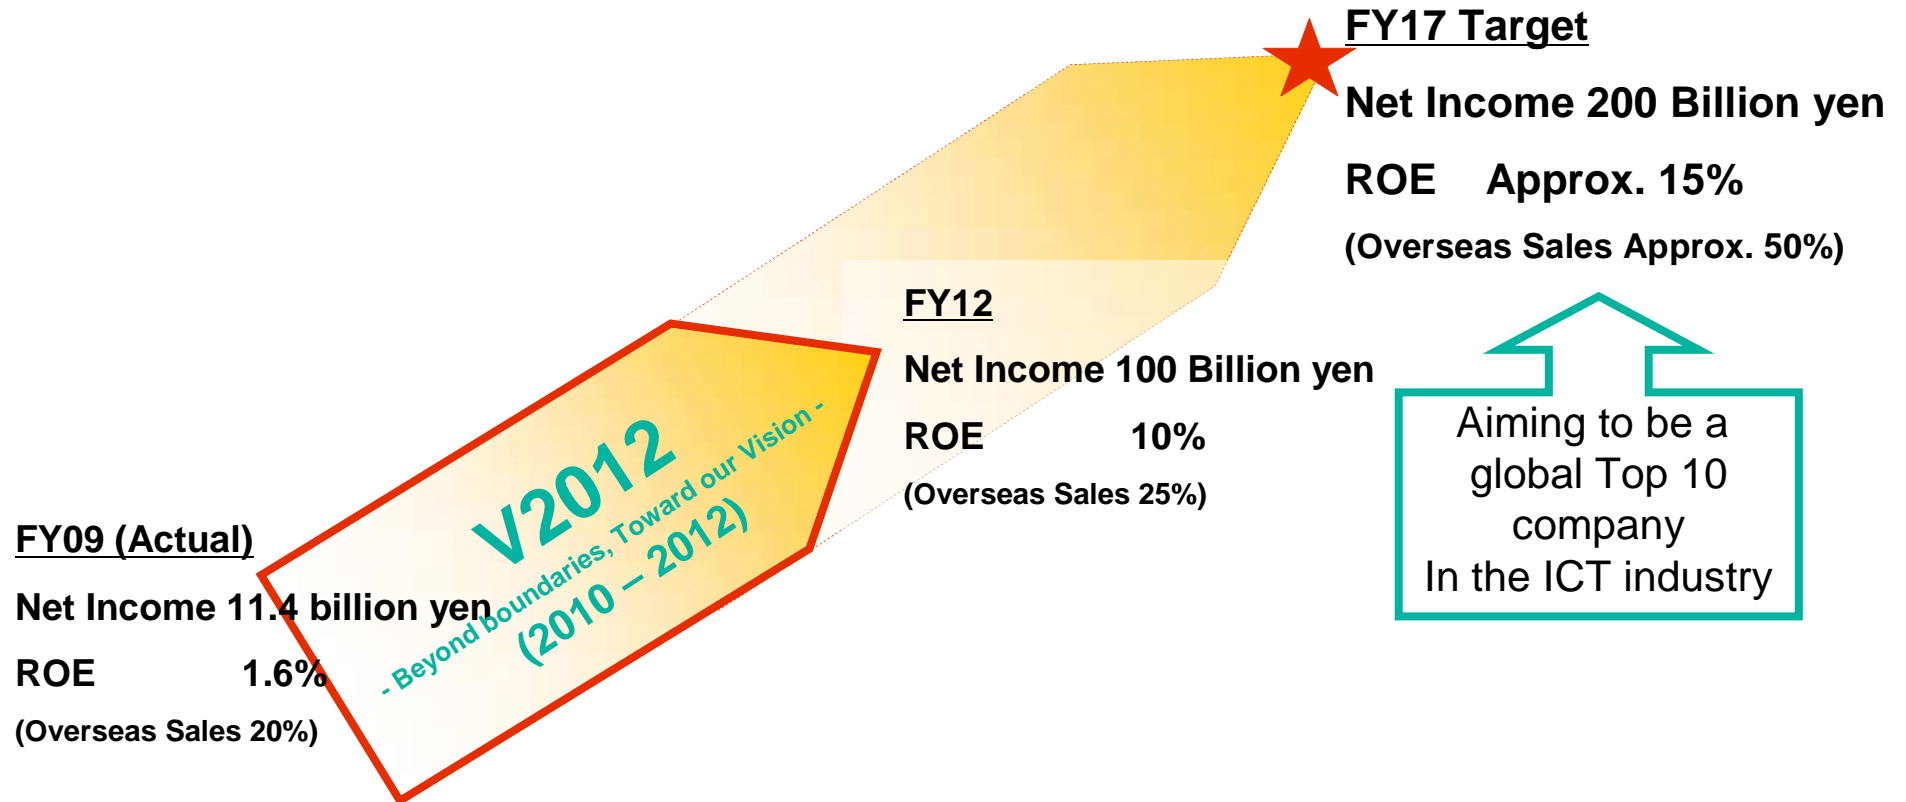 FY17 Target
Net Income 200 Billion yen
ROE Approx. 15%
(Overseas Sales Approx. 50%)
FY12
Net Income 100 Billion yen
ROE 10%
(Overseas Sales 25%)
Aiming to be a
global Top 10
company
In the ICT industry
V2012
- Beyond boundaries, Toward our Vision -
(2010 – 2012)
FY09 (Actual)
Net Income 11.4 billion yen
ROE 1.6%
(Overseas Sales 20%)